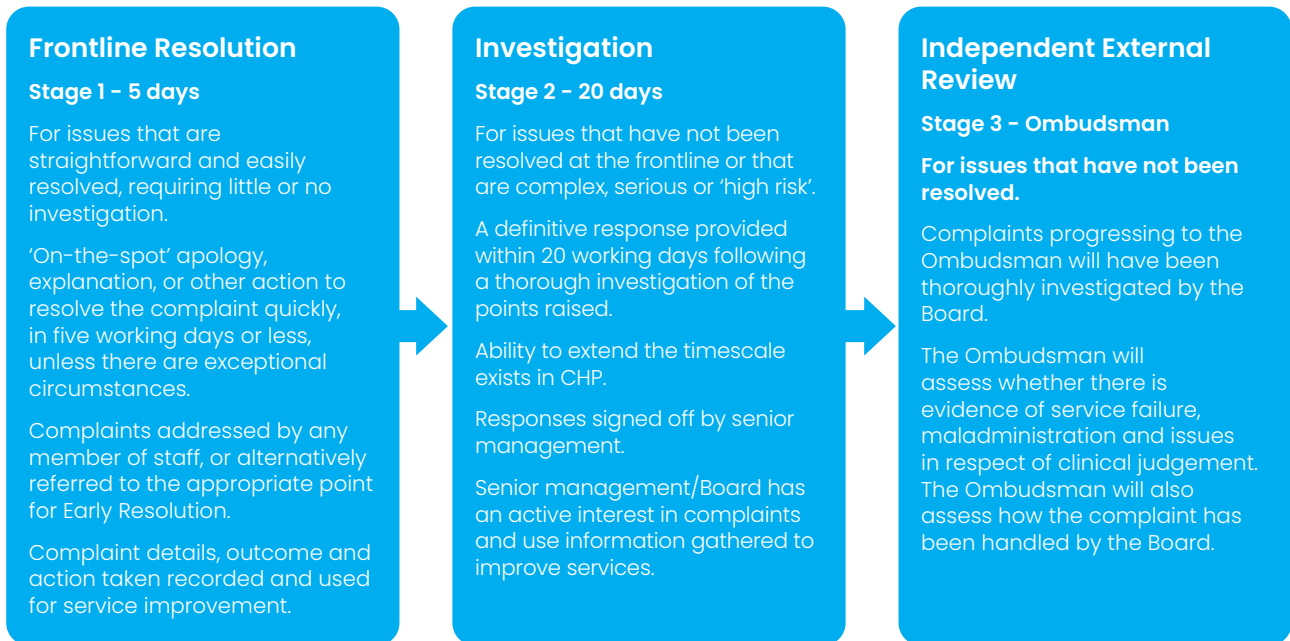 Frontline Resolution
Stage 1 - 5 days
For issues that are
straightforward and easily
resolved, requiring little or no
investigation.
‘On-the-spot’ apology,
explanation, or other action to
resolve the complaint quickly,
in five working days or less,
unless there are exceptional
circumstances.
Complaints addressed by any
member of staff, or alternatively
referred to the appropriate point
for Early Resolution.
Complaint details, outcome and
action taken recorded and used
for service improvement.
Investigation
Stage 2 - 20 days
For issues that have not been
resolved at the frontline or that
are complex, serious or ‘high risk’.
A definitive response provided
within 20 working days following
a thorough investigation of the
points raised.
Ability to extend the timescale
exists in CHP.
Responses signed off by senior
management.
Senior management/Board has
an active interest in complaints
and use information gathered to
improve services.
Independent External
Review
Stage 3 - Ombudsman
For issues that have not been
resolved.
Complaints progressing to the
Ombudsman will have been
thoroughly investigated by the
Board.
The Ombudsman will
assess whether there is
evidence of service failure,
maladministration and issues
in respect of clinical judgement.
The Ombudsman will also
assess how the complaint has
been handled by the Board.